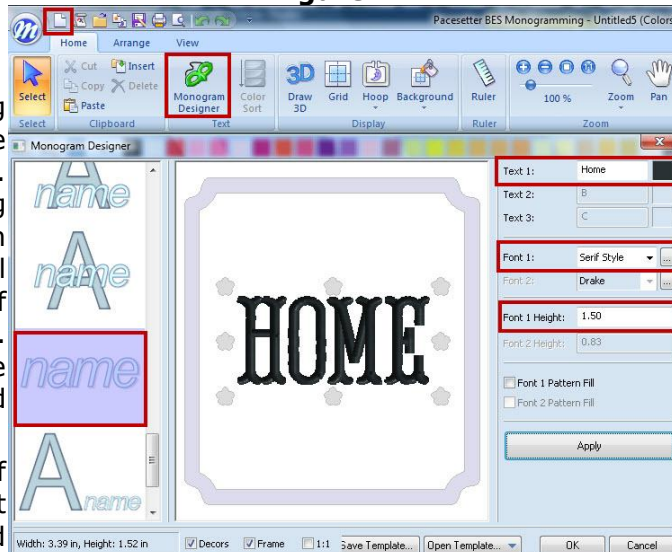 Pacesetter BES Monogramming - Untitled5 (Colors
Home Arrange View
Select
Cut
Copy
Paste
Insert
Delete
Monogram Designer
Color Sort
3D
Draw 3D
Grid
Hoop
Background
Ruler
100 %
Zoom
Pan
Select Clipboard Text Display Ruler Zoom
Monogram Designer
A name
A name
name
A name
HOME
Text 1: Home
Text 2: B
Text 3: C
Font 1: Serif Style
Font 2: Drake
Font 1 Height: 1.50
Font 2 Height: 0.83
Font 1 Pattern Fill
Font 2 Pattern Fill
Apply
Width: 3.39 in, Height: 1.52 in
Decors Frame 1:1 Save Template... Open Template... OK Cancel